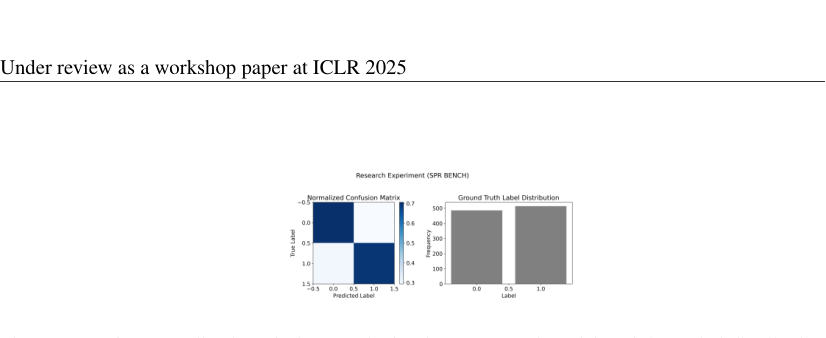 Under review as a workshop paper at ICLR 2025
Research Experiment (SPR BENCH)
Normalized Confusion Matrix
−0.5
0.0
0.5
1.0
1.5
True Label
−0.5 0.0 0.5 1.0 1.5
Predicted Label
0.7
0.6
0.5
0.4
0.3
Ground Truth Label Distribution
500
400
300
200
100
0
Frequency
0.0 0.5 1.0
Label